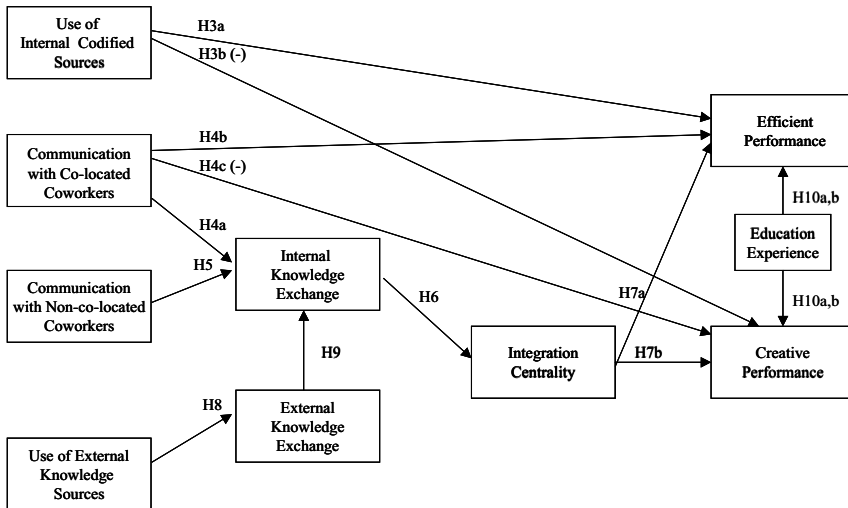 Use of
Internal Codified
Sources
H3a
H3b (-)
Efficient
Performance
Communication
with Co-located
Coworkers
H4b
H4c (-)
H4a
H10a,b
Education
Experience
H10a,b
Communication
with Non-co-located
Coworkers
H5
Internal
Knowledge
Exchange
H6
H7a
H7b
Integration
Centrality
Creative
Performance
H9
External
Knowledge
Exchange
H8
Use of External
Knowledge
Sources